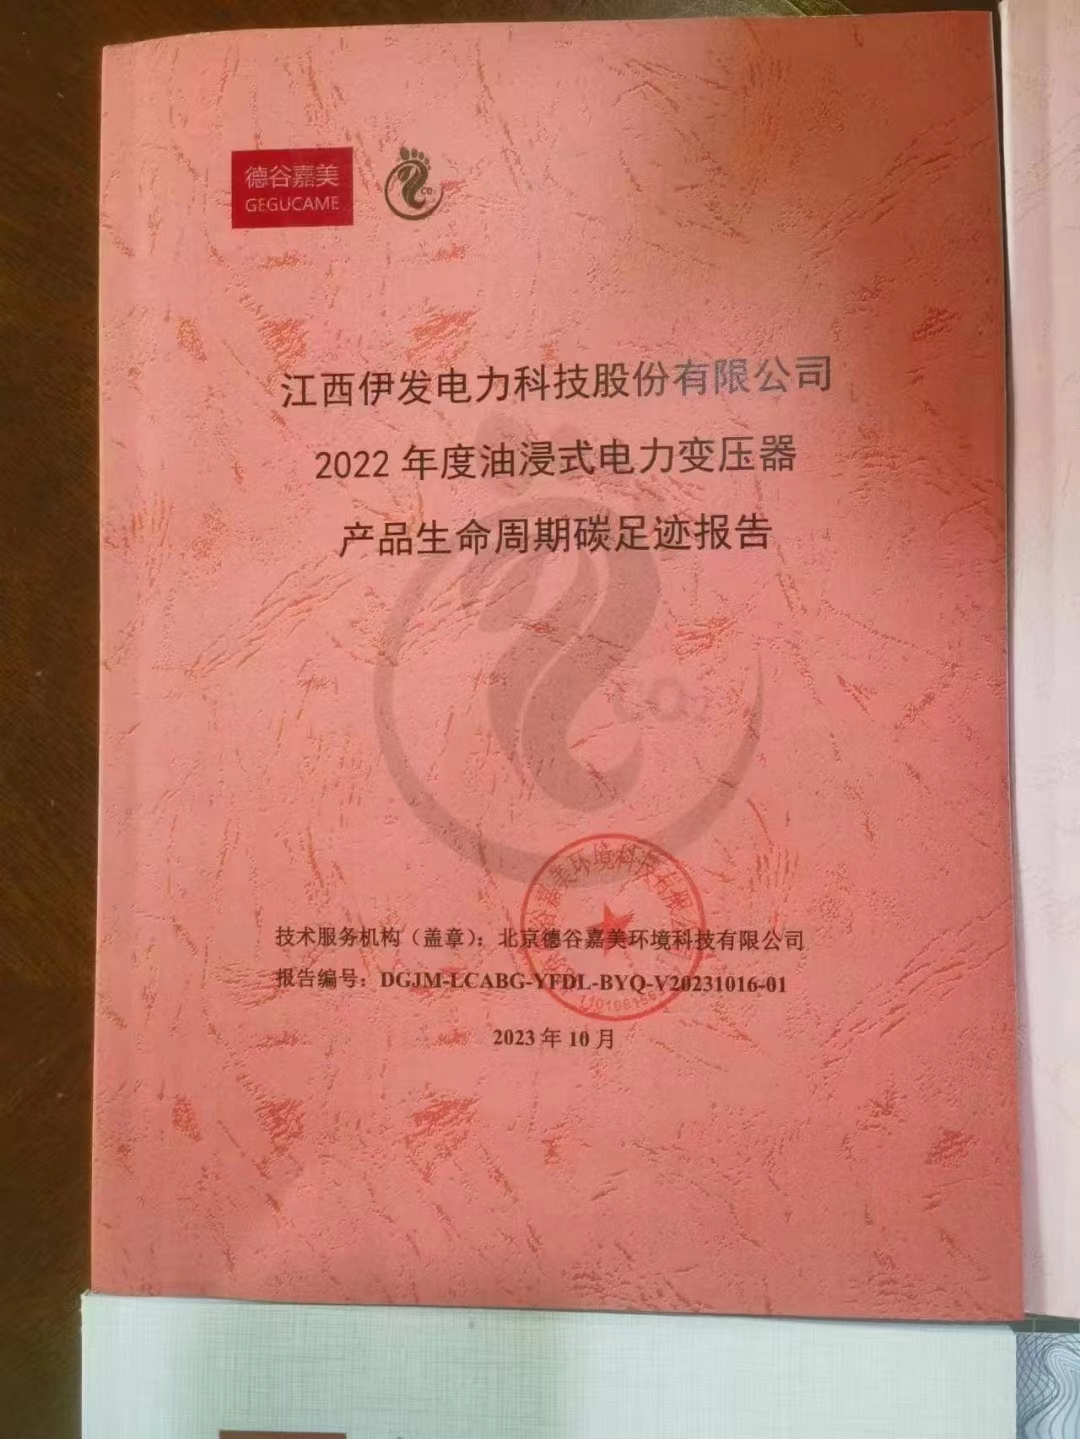 德谷嘉美
GEGUCAME
CO₂
江西伊发电力科技股份有限公司
2022 年度油浸式电力变压器
产品生命周期碳足迹报告
CO₂
技术服务机构（盖章）：北京德谷嘉美环境科技有限公司
报告编号：DGJM-LCABG-YFDL-BYQ-V20231016-01
2023 年 10 月